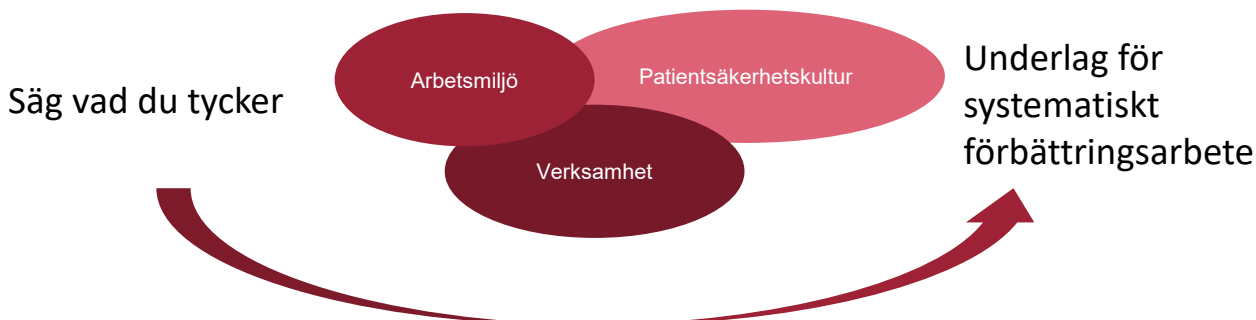 Säg vad du tycker
Arbetsmiljö
Patientsäkerhetskultur
Verksamhet
Underlag för
systematiskt
förbättringsarbete